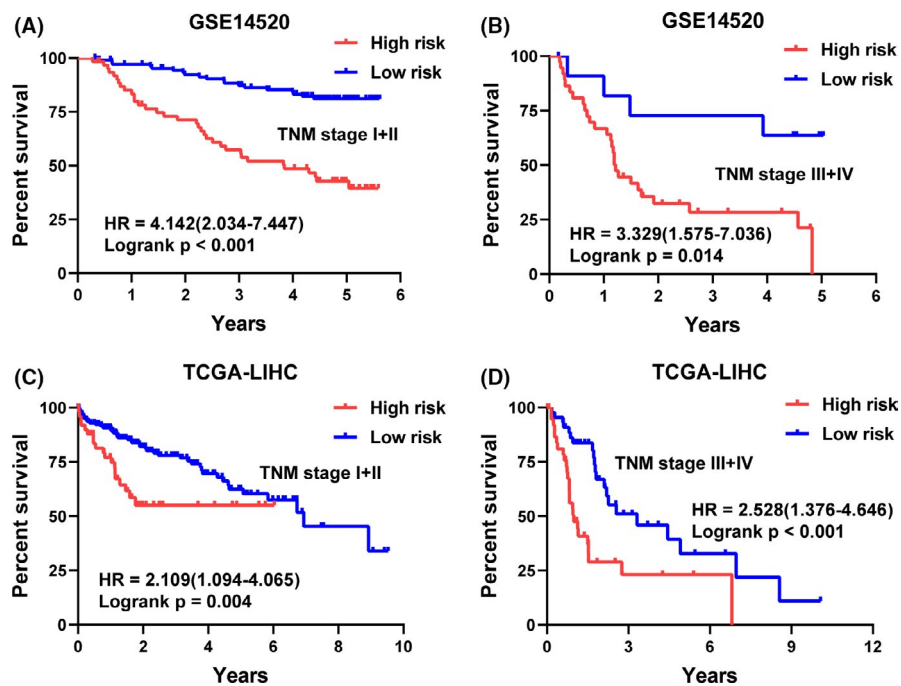 (A)
GSE14520
High risk
Low risk
TNM stage I+II
HR = 4.142(2.034-7.447)
Logrank p < 0.001
Percent survival
100
75
50
25
0
0 1 2 3 4 5 6
Years
(B)
GSE14520
High risk
Low risk
TNM stage III+IV
HR = 3.329(1.575-7.036)
Logrank p = 0.014
Percent survival
100
75
50
25
0
0 1 2 3 4 5 6
Years
(C)
TCGA-LIHC
High risk
Low risk
TNM stage I+II
HR = 2.109(1.094-4.065)
Logrank p = 0.004
Percent survival
100
75
50
25
0
0 2 4 6 8 10
Years
(D)
TCGA-LIHC
High risk
Low risk
TNM stage III+IV
HR = 2.528(1.376-4.646)
Logrank p < 0.001
Percent survival
100
75
50
25
0
0 3 6 9 12
Years